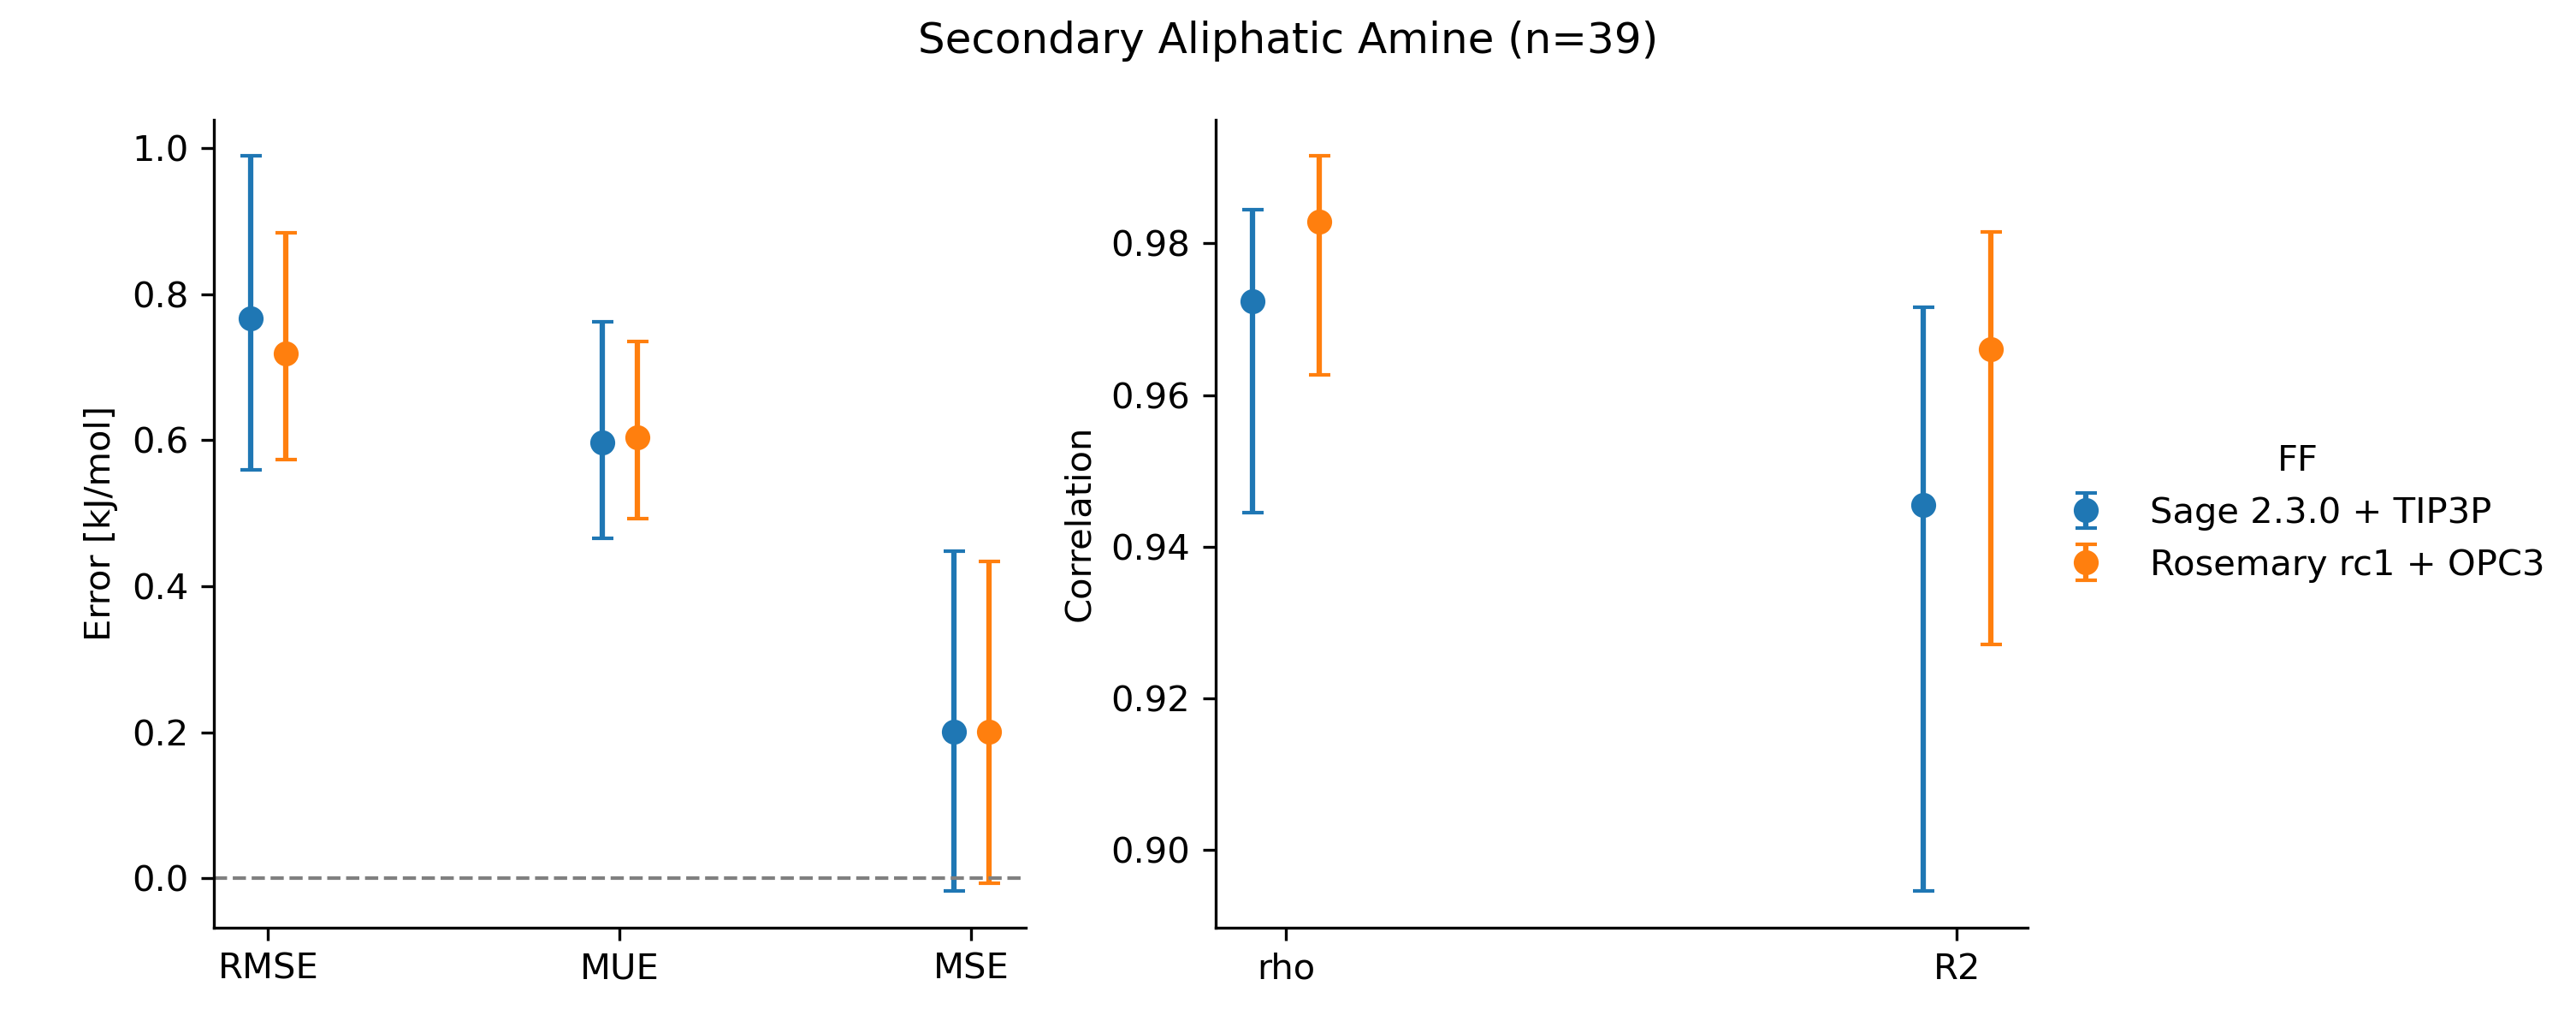 Secondary Aliphatic Amine (n=39)
Error [kJ/mol]
1.0
0.8
0.6
0.4
0.2
0.0
RMSE MUE MSE
Correlation
0.98
0.96
0.94
0.92
0.90
rho R2
FF
Sage 2.3.0 + TIP3P
Rosemary rc1 + OPC3